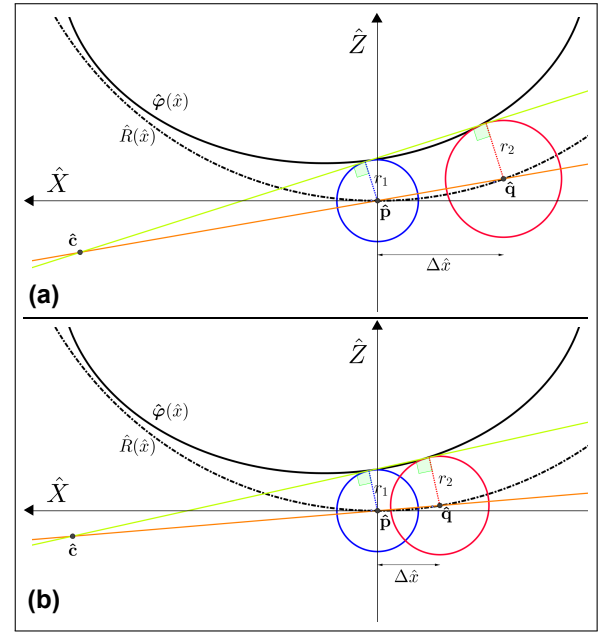 Ẑ
φ̂(x̂)
R̂(x̂)
X̂
r₁
r₂
p̂
q̂
ĉ
Δx̂
(a)
Ẑ
φ̂(x̂)
R̂(x̂)
X̂
r₁
r₂
p̂
q̂
ĉ
Δx̂
(b)